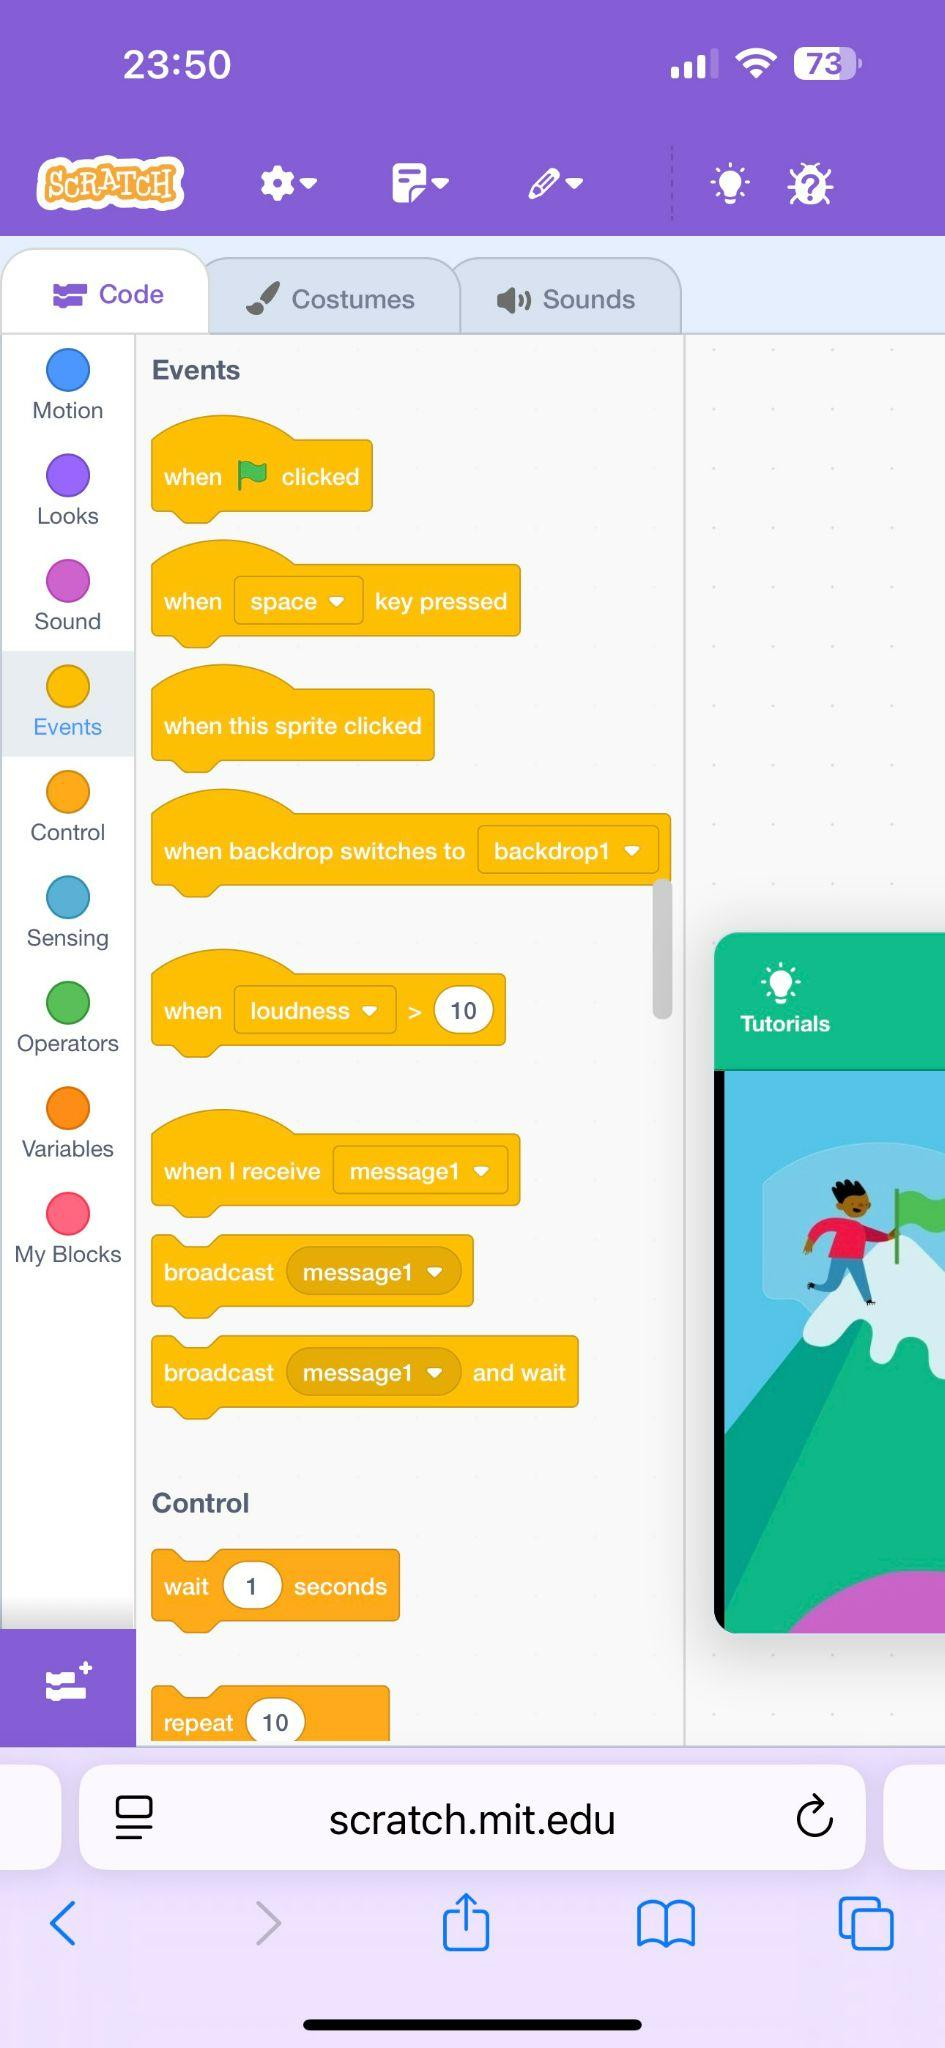 23:50
73
SCRATCH
Code
Costumes
Sounds
Motion
Looks
Sound
Events
Control
Sensing
Operators
Variables
My Blocks
Events
when clicked
when space key pressed
when this sprite clicked
when backdrop switches to backdrop1
when loudness > 10
when I receive message1
broadcast message1
broadcast message1 and wait
Control
wait 1 seconds
repeat 10
Tutorials
scratch.mit.edu